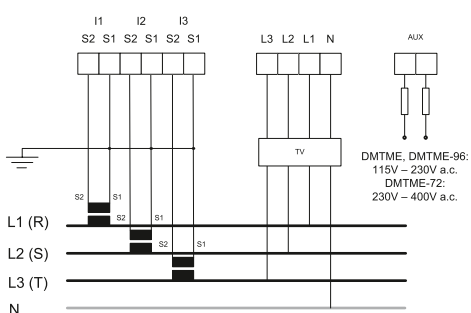 I1 I2 I3
S2 S1 S2 S1 S2 S1 L3 L2 L1 N AUX
TV
DMTME, DMTME-96:
115V – 230V a.c.
DMTME-72:
230V – 400V a.c.
S2 S1
L1 (R) S2 S1
L2 (S) S2 S1
L3 (T)
N